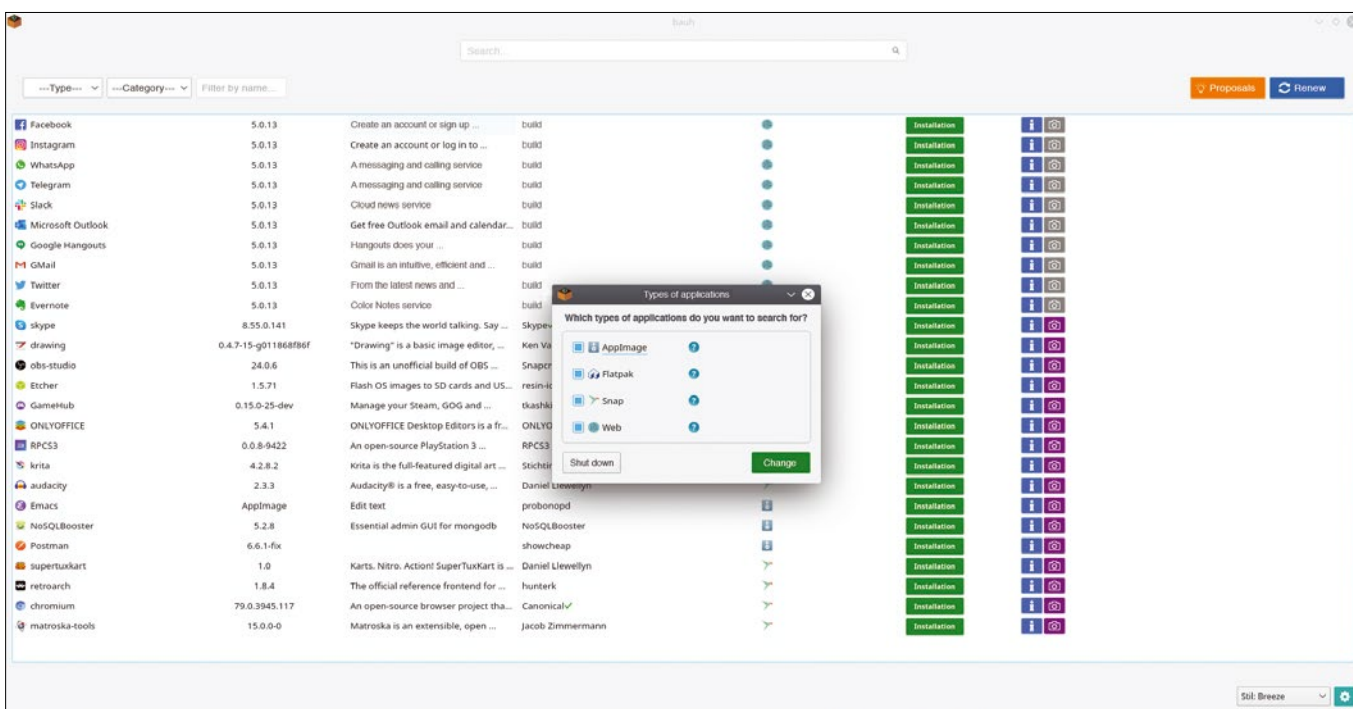 bauh
Search...
---Type---  ---Category---  Filter by name...  Proposals  Renew
Facebook  5.0.13  Create an account or sign up ...  build  Installation
Instagram  5.0.13  Create an account or log in to ...  build  Installation
WhatsApp  5.0.13  A messaging and calling service  build  Installation
Telegram  5.0.13  A messaging and calling service  build  Installation
Slack  5.0.13  Cloud news service  build  Installation
Microsoft Outlook  5.0.13  Get free Outlook email and calendar...  build  Installation
Google Hangouts  5.0.13  Hangouts does your ...  build  Installation
GMail  5.0.13  Gmail is an intuitive, efficient and ...  build  Installation
Twitter  5.0.13  From the latest news and ...  build  Installation
Evernote  5.0.13  Color Notes service  build  Installation
skype  8.55.0.141  Skype keeps the world talking. Say ...  Skype  Installation
drawing  0.4.7-15-g011868f86f  "Drawing" is a basic image editor, ...  Ken Va  Installation
obs-studio  24.0.6  This is an unofficial build of OBS ...  Snapcr  Installation
Etcher  1.5.71  Flash OS images to SD cards and US...  resin-io  Installation
GameHub  0.15.0-25-dev  Manage your Steam, GOG and ...  tkashki  Installation
ONLYOFFICE  5.4.1  ONLYOFFICE Desktop Editors is a fr...  ONLYO  Installation
RPCS3  0.0.8-9422  An open-source PlayStation 3 ...  RPCS3  Installation
krita  4.2.8.2  Krita is the full-featured digital art ...  Stichtin  Installation
audacity  2.3.3  Audacity® is a free, easy-to-use, ...  Daniel Llewellyn  Installation
Emacs  AppImage  Edit text  probonopd  Installation
NoSQLBooster  5.2.8  Essential admin GUI for mongodb  NoSQLBooster  Installation
Postman  6.6.1-fix  showcheap  Installation
supertuxkart  1.0  Karts. Nitro. Action! SuperTuxKart is ...  Daniel Llewellyn  Installation
retroarch  1.8.4  The official reference frontend for ...  hunterk  Installation
chromium  79.0.3945.117  An open-source browser project tha...  Canonical  Installation
matroska-tools  15.0.0-0  Matroska is an extensible, open ...  Jacob Zimmermann  Installation
Types of applications
Which types of applications do you want to search for?
AppImage
Flatpak
Snap
Web
Shut down  Change
Stil: Breeze